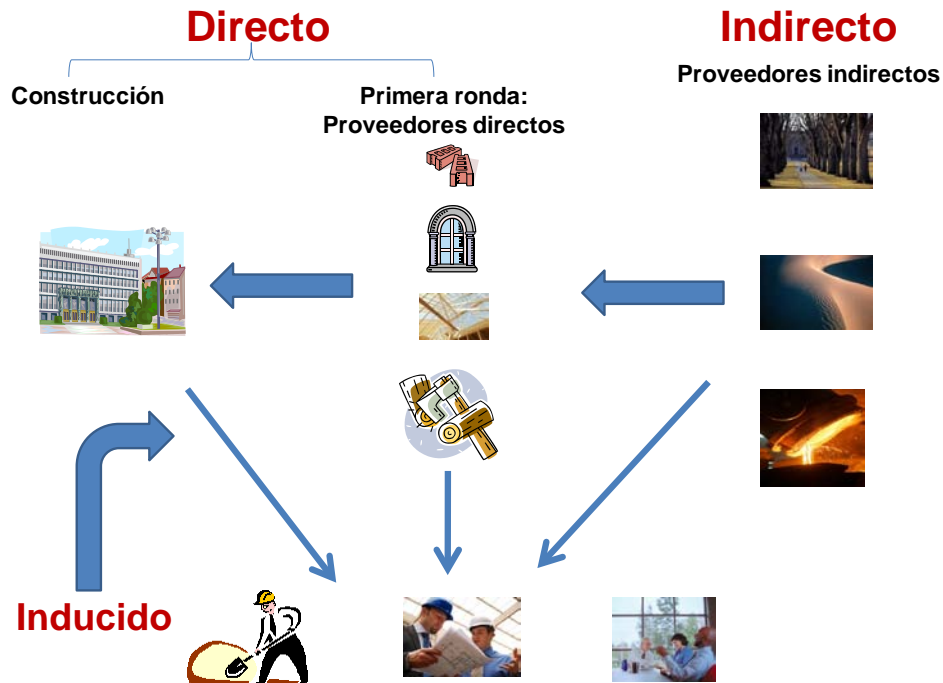 Directo
Indirecto
Construcción
Primera ronda:
Proveedores directos
Proveedores indirectos
Inducido